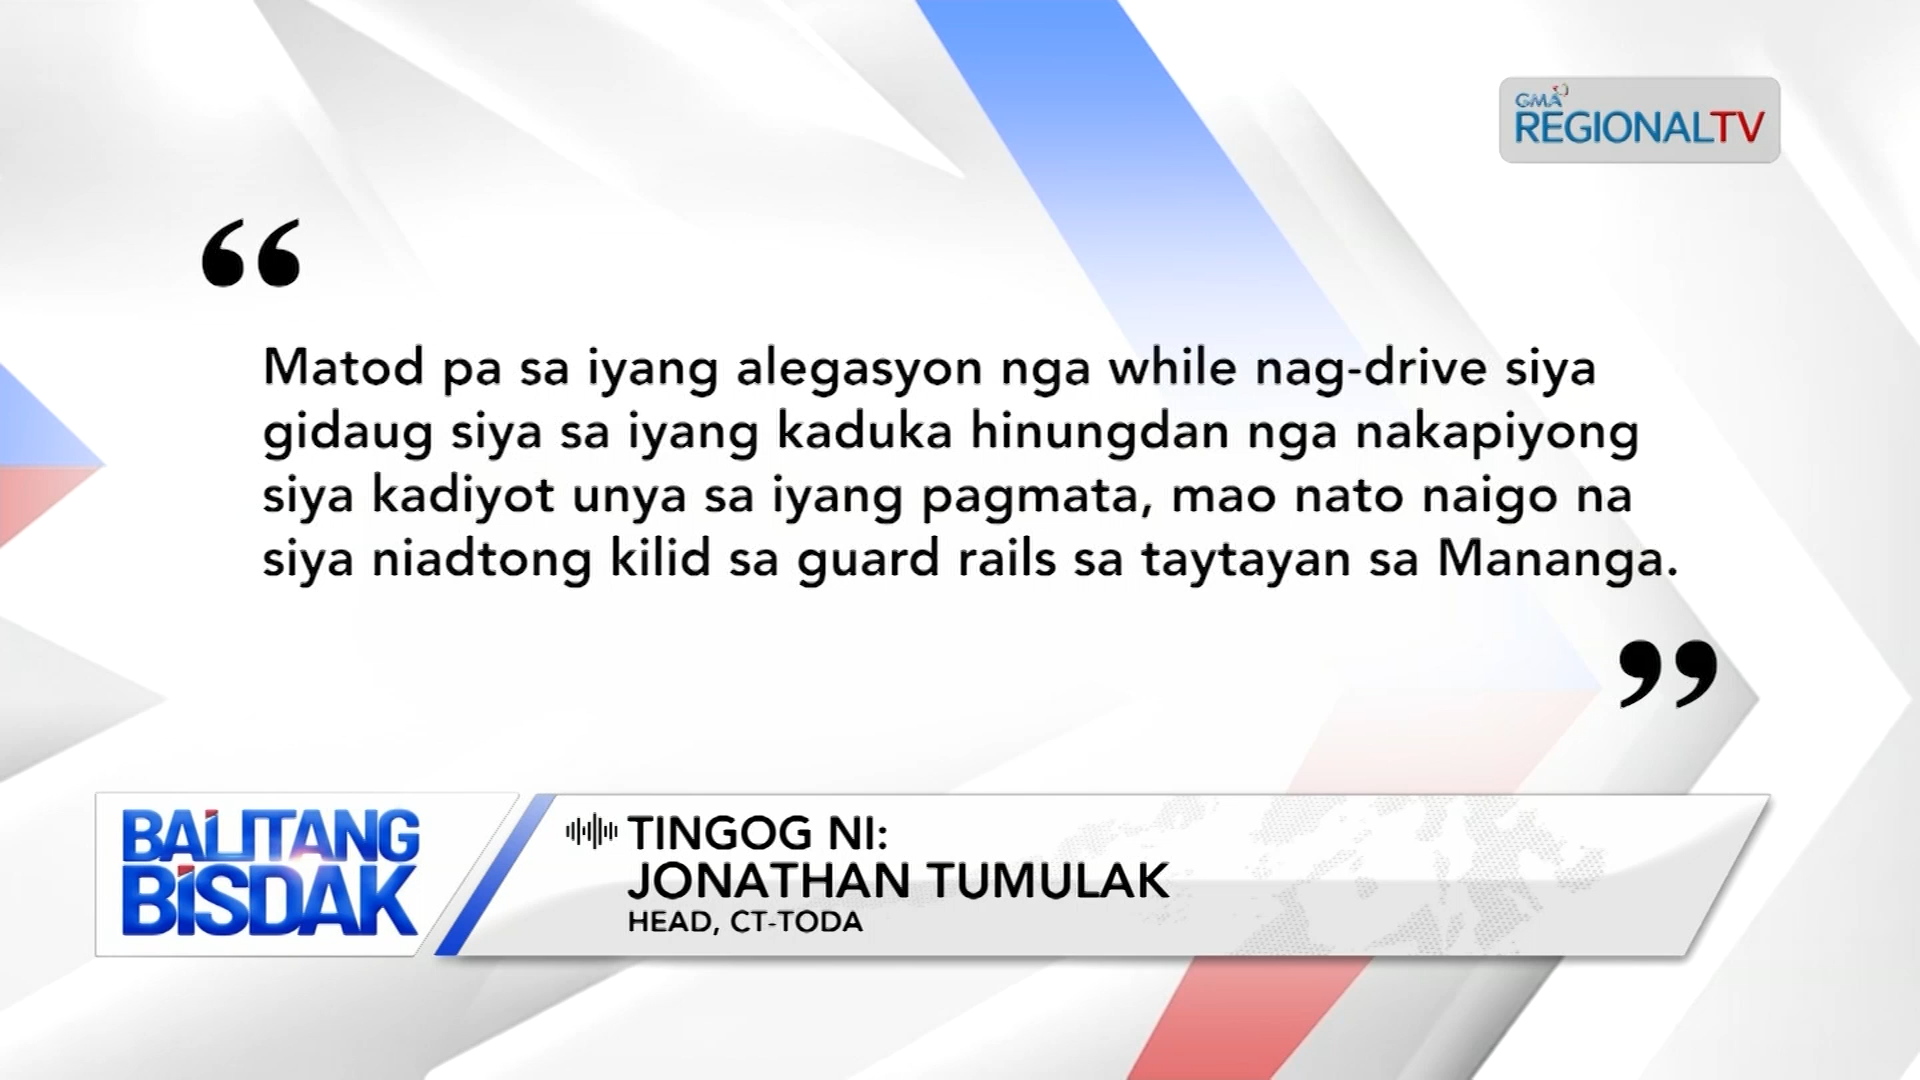 GMA
REGIONALTV
“
Matod pa sa iyang alegasyon nga while nag-drive siya
gidaug siya sa iyang kaduka hinungdan nga nakapiyong
siya kadiyot unya sa iyang pagmata, mao nato naigo na
siya niadtong kilid sa guard rails sa taytayan sa Mananga.
”
BALITANG
BISDAK
TINGOG NI:
JONATHAN TUMULAK
HEAD, CT-TODA